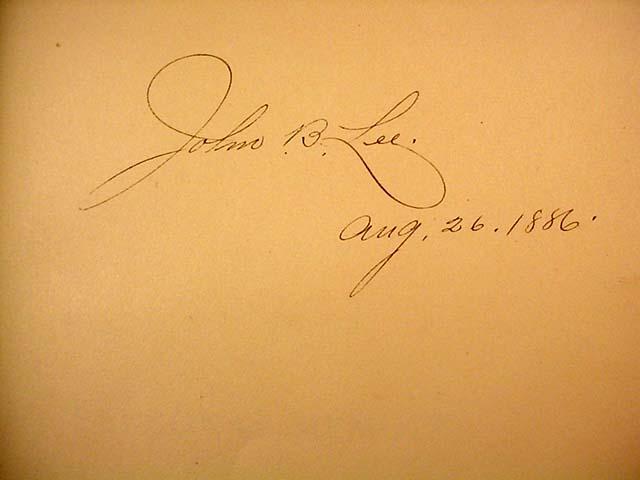 John B. Lee.
Aug. 26. 1886.